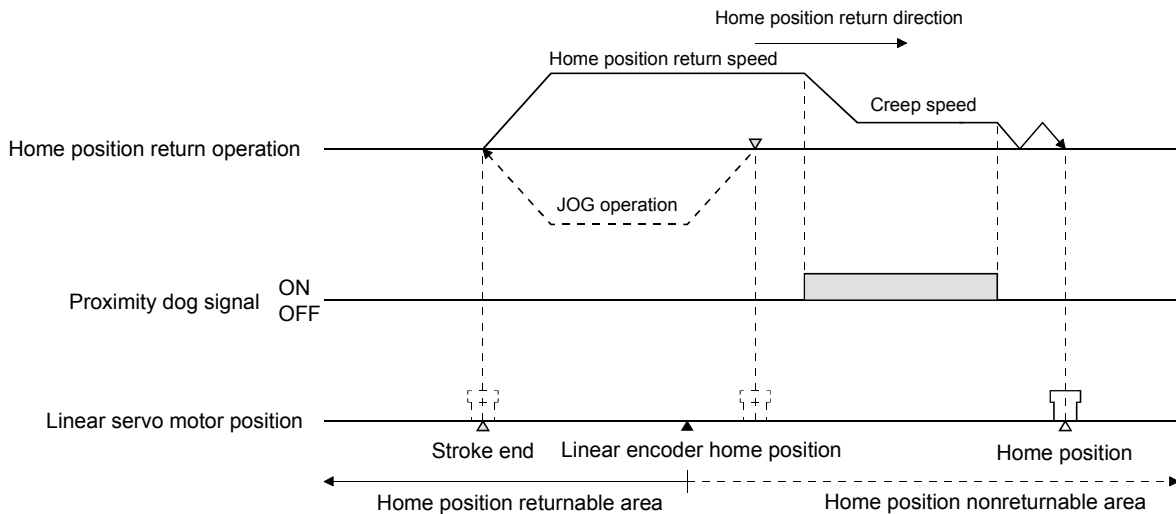 Home position return direction
Home position return speed
Creep speed
Home position return operation
JOG operation
Proximity dog signal
ON
OFF
Linear servo motor position
Stroke end
Linear encoder home position
Home position
Home position returnable area
Home position nonreturnable area